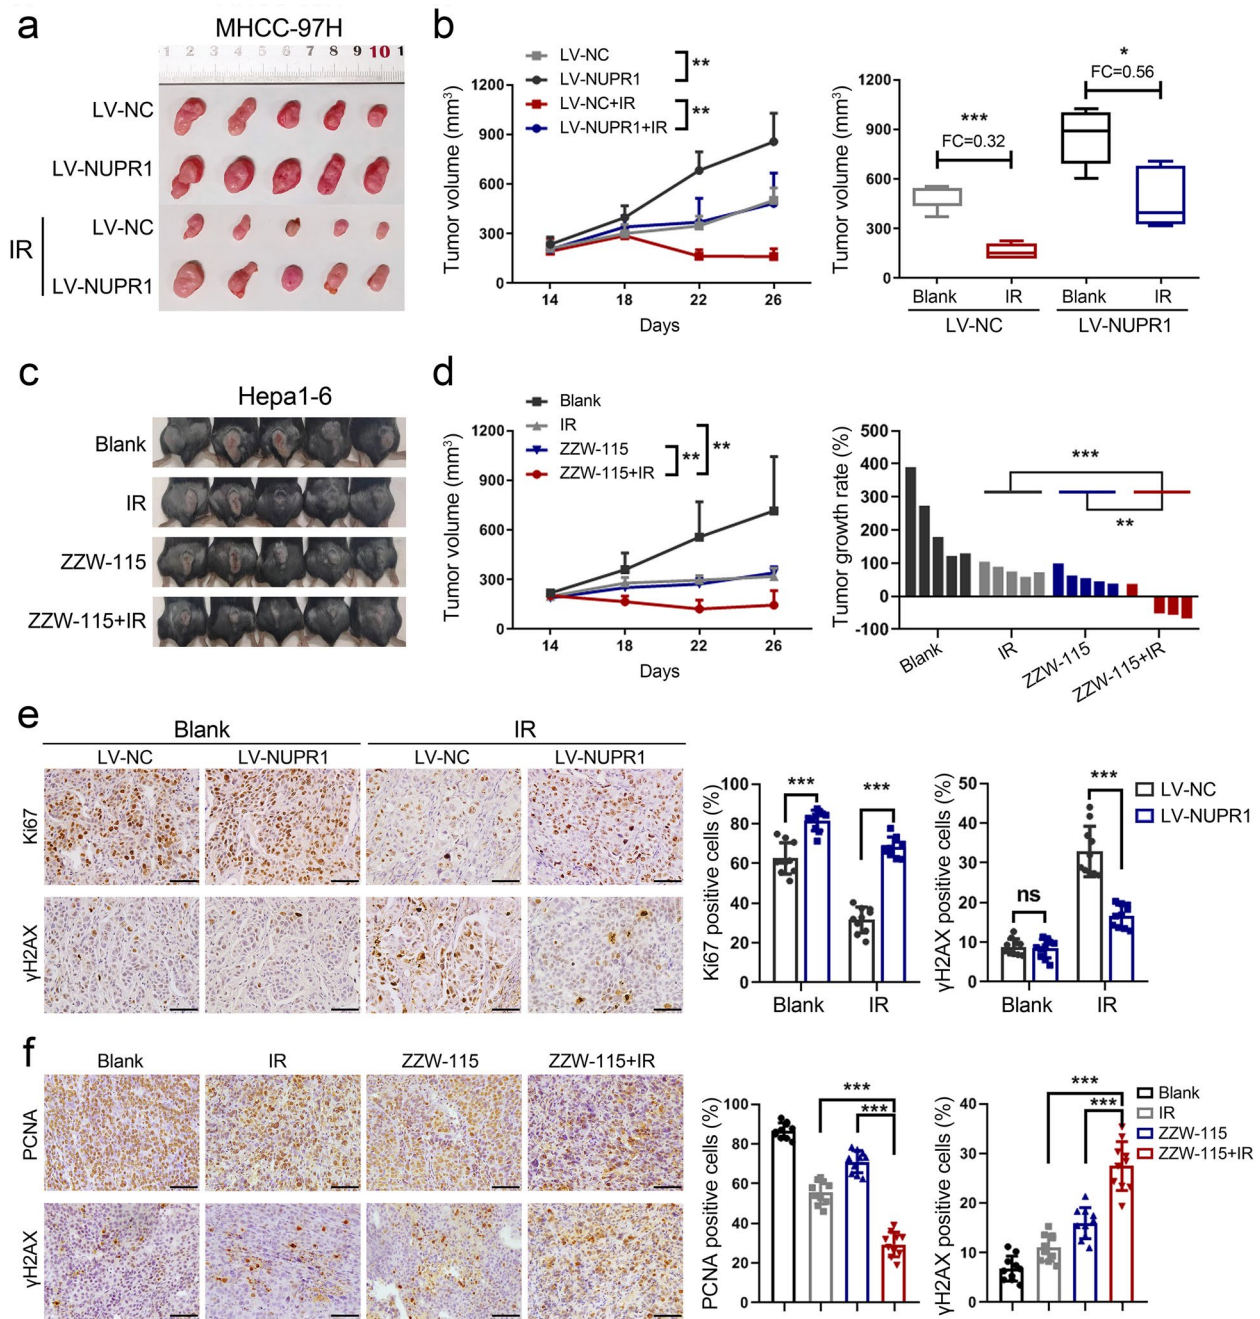 a
MHCC-97H
1 2 3 4 5 6 7 8 9 10 1
LV-NC
LV-NUPR1
IR
LV-NC
LV-NUPR1
b
LV-NC
LV-NUPR1
LV-NC+IR
LV-NUPR1+IR
**
**
Tumor volume (mm³)
1200
900
600
300
0
14 18 22 26
Days
Tumor volume (mm³)
1200
900
600
300
0
***
FC=0.32
*
FC=0.56
Blank IR Blank IR
LV-NC LV-NUPR1
c
Hepa1-6
Blank
IR
ZZW-115
ZZW-115+IR
d
Blank
IR
ZZW-115
ZZW-115+IR
**
**
Tumor volume (mm³)
1200
900
600
300
0
14 18 22 26
Days
Tumor growth rate (%)
500
400
300
200
100
0
-100
***
**
Blank IR ZZW-115 ZZW-115+IR
e
Blank IR
LV-NC LV-NUPR1 LV-NC LV-NUPR1
Ki67
γH2AX
Ki67 positive cells (%)
100
80
60
40
20
0
***
***
Blank IR
γH2AX positive cells (%)
50
40
30
20
10
0
ns
***
Blank IR
LV-NC
LV-NUPR1
f
Blank IR ZZW-115 ZZW-115+IR
PCNA
γH2AX
PCNA positive cells (%)
100
80
60
40
20
0
***
***
γH2AX positive cells (%)
40
30
20
10
0
***
***
Blank
IR
ZZW-115
ZZW-115+IR